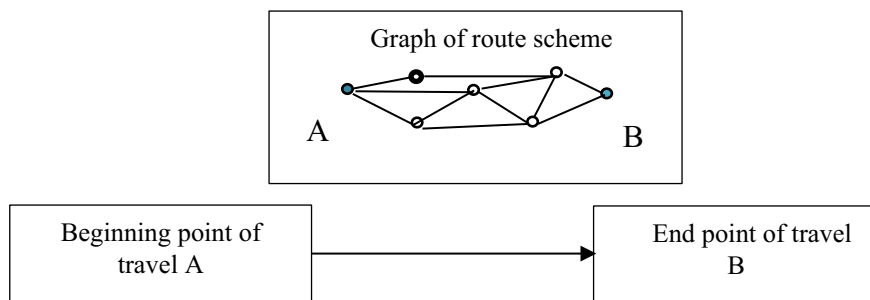 Graph of route scheme
A
B
Beginning point of
travel A
End point of travel
B